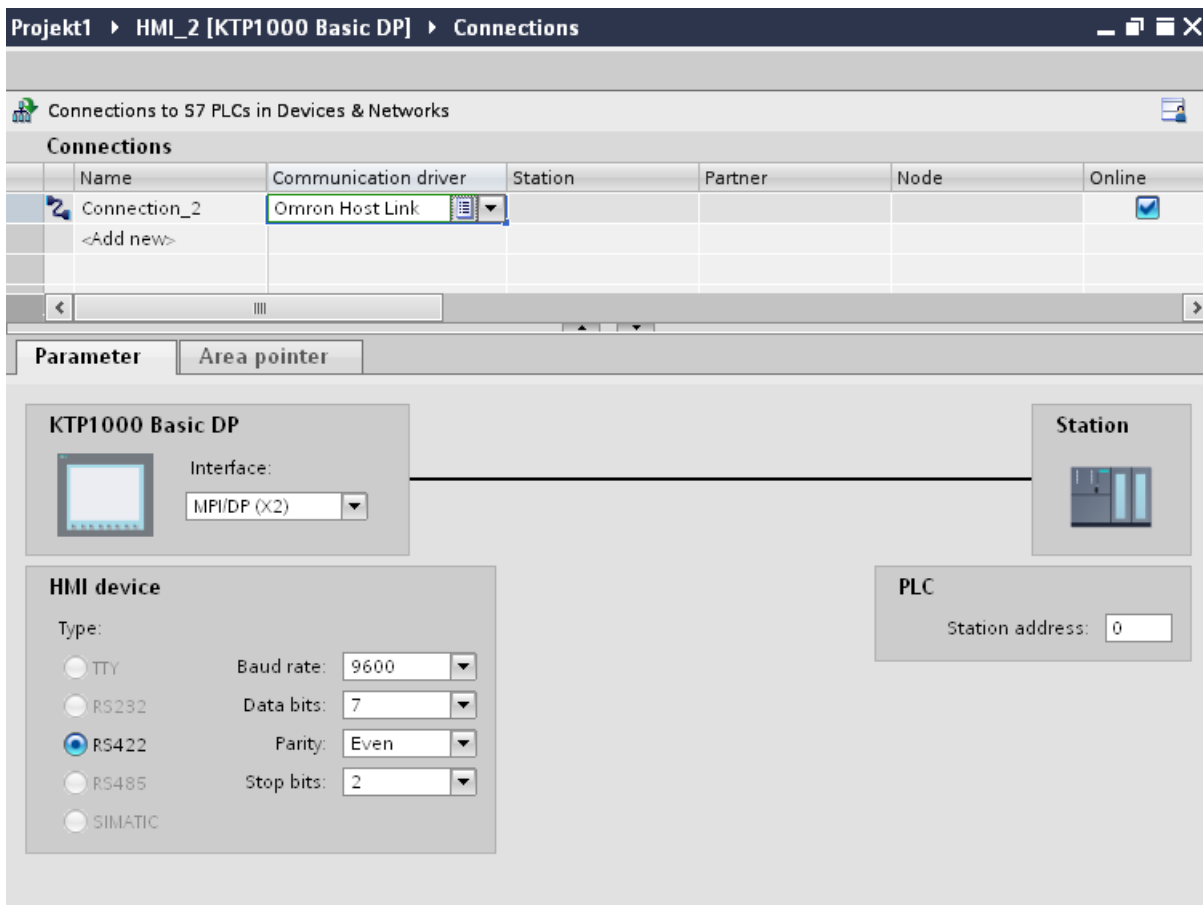 Projekt1 ▸ HMI_2 [KTP1000 Basic DP] ▸ Connections
Connections to S7 PLCs in Devices & Networks
Connections
Name Communication driver Station Partner Node Online
Connection_2 Omron Host Link
<Add new>
Parameter Area pointer
KTP1000 Basic DP
Interface:
MPI/DP (X2)
Station
HMI device
Type:
TTY Baud rate: 9600
RS232 Data bits: 7
RS422 Parity: Even
RS485 Stop bits: 2
SIMATIC
PLC
Station address: 0